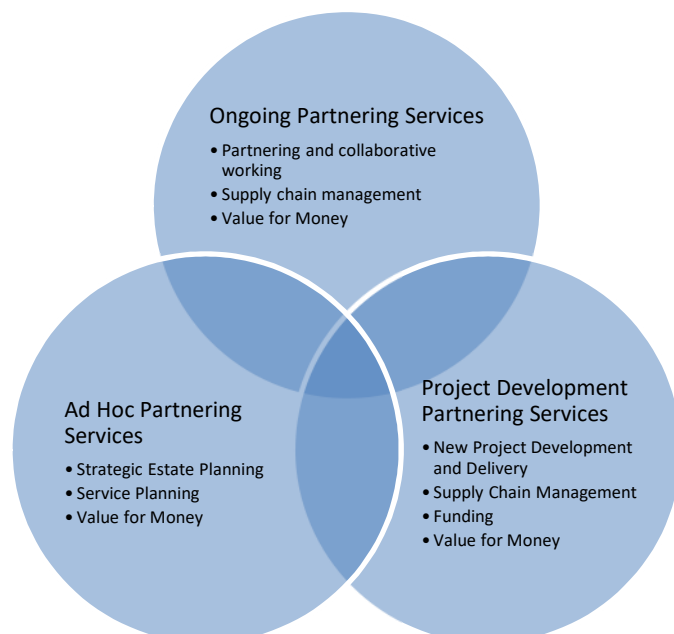 Ongoing Partnering Services
• Partnering and collaborative
working
• Supply chain management
• Value for Money
Ad Hoc Partnering
Services
• Strategic Estate Planning
• Service Planning
• Value for Money
Project Development
Partnering Services
• New Project Development
and Delivery
• Supply Chain Management
• Funding
• Value for Money